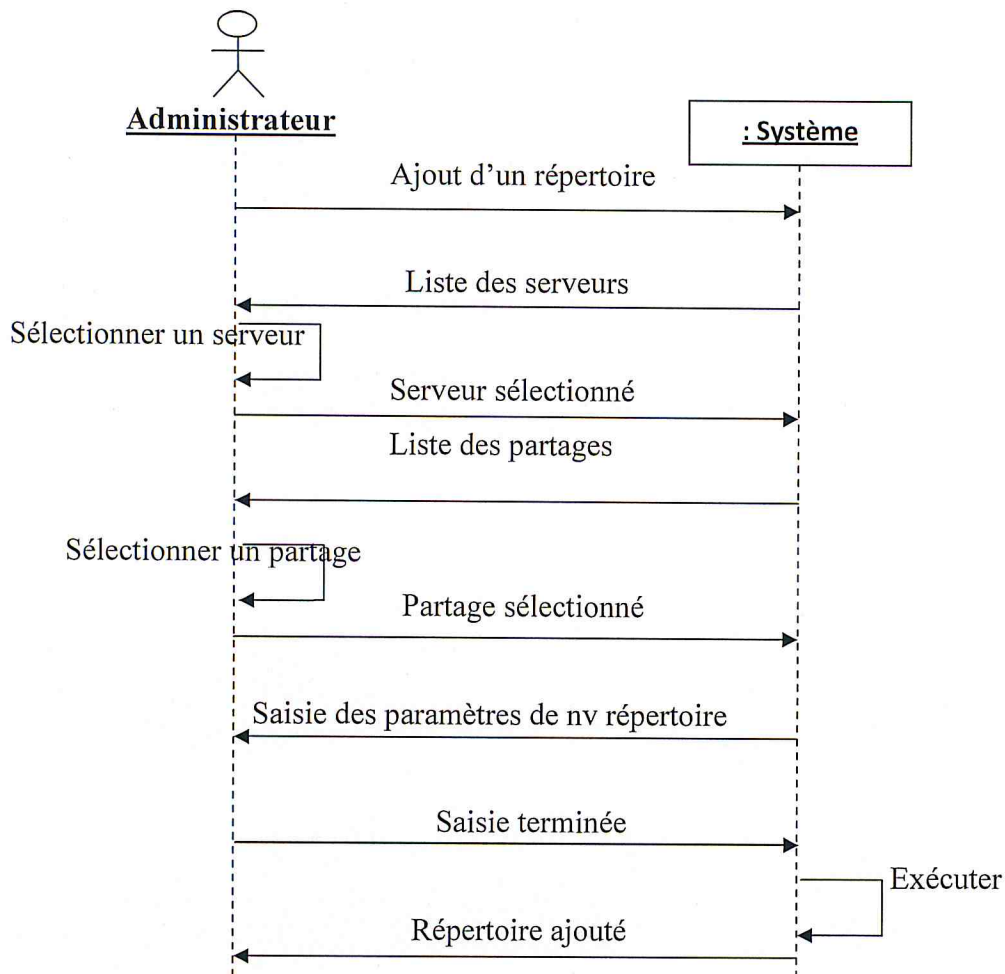 Administrateur
: Système
Ajout d’un répertoire
Liste des serveurs
Sélectionner un serveur
Serveur sélectionné
Liste des partages
Sélectionner un partage
Partage sélectionné
Saisie des paramètres de nv répertoire
Saisie terminée
Exécuter
Répertoire ajouté